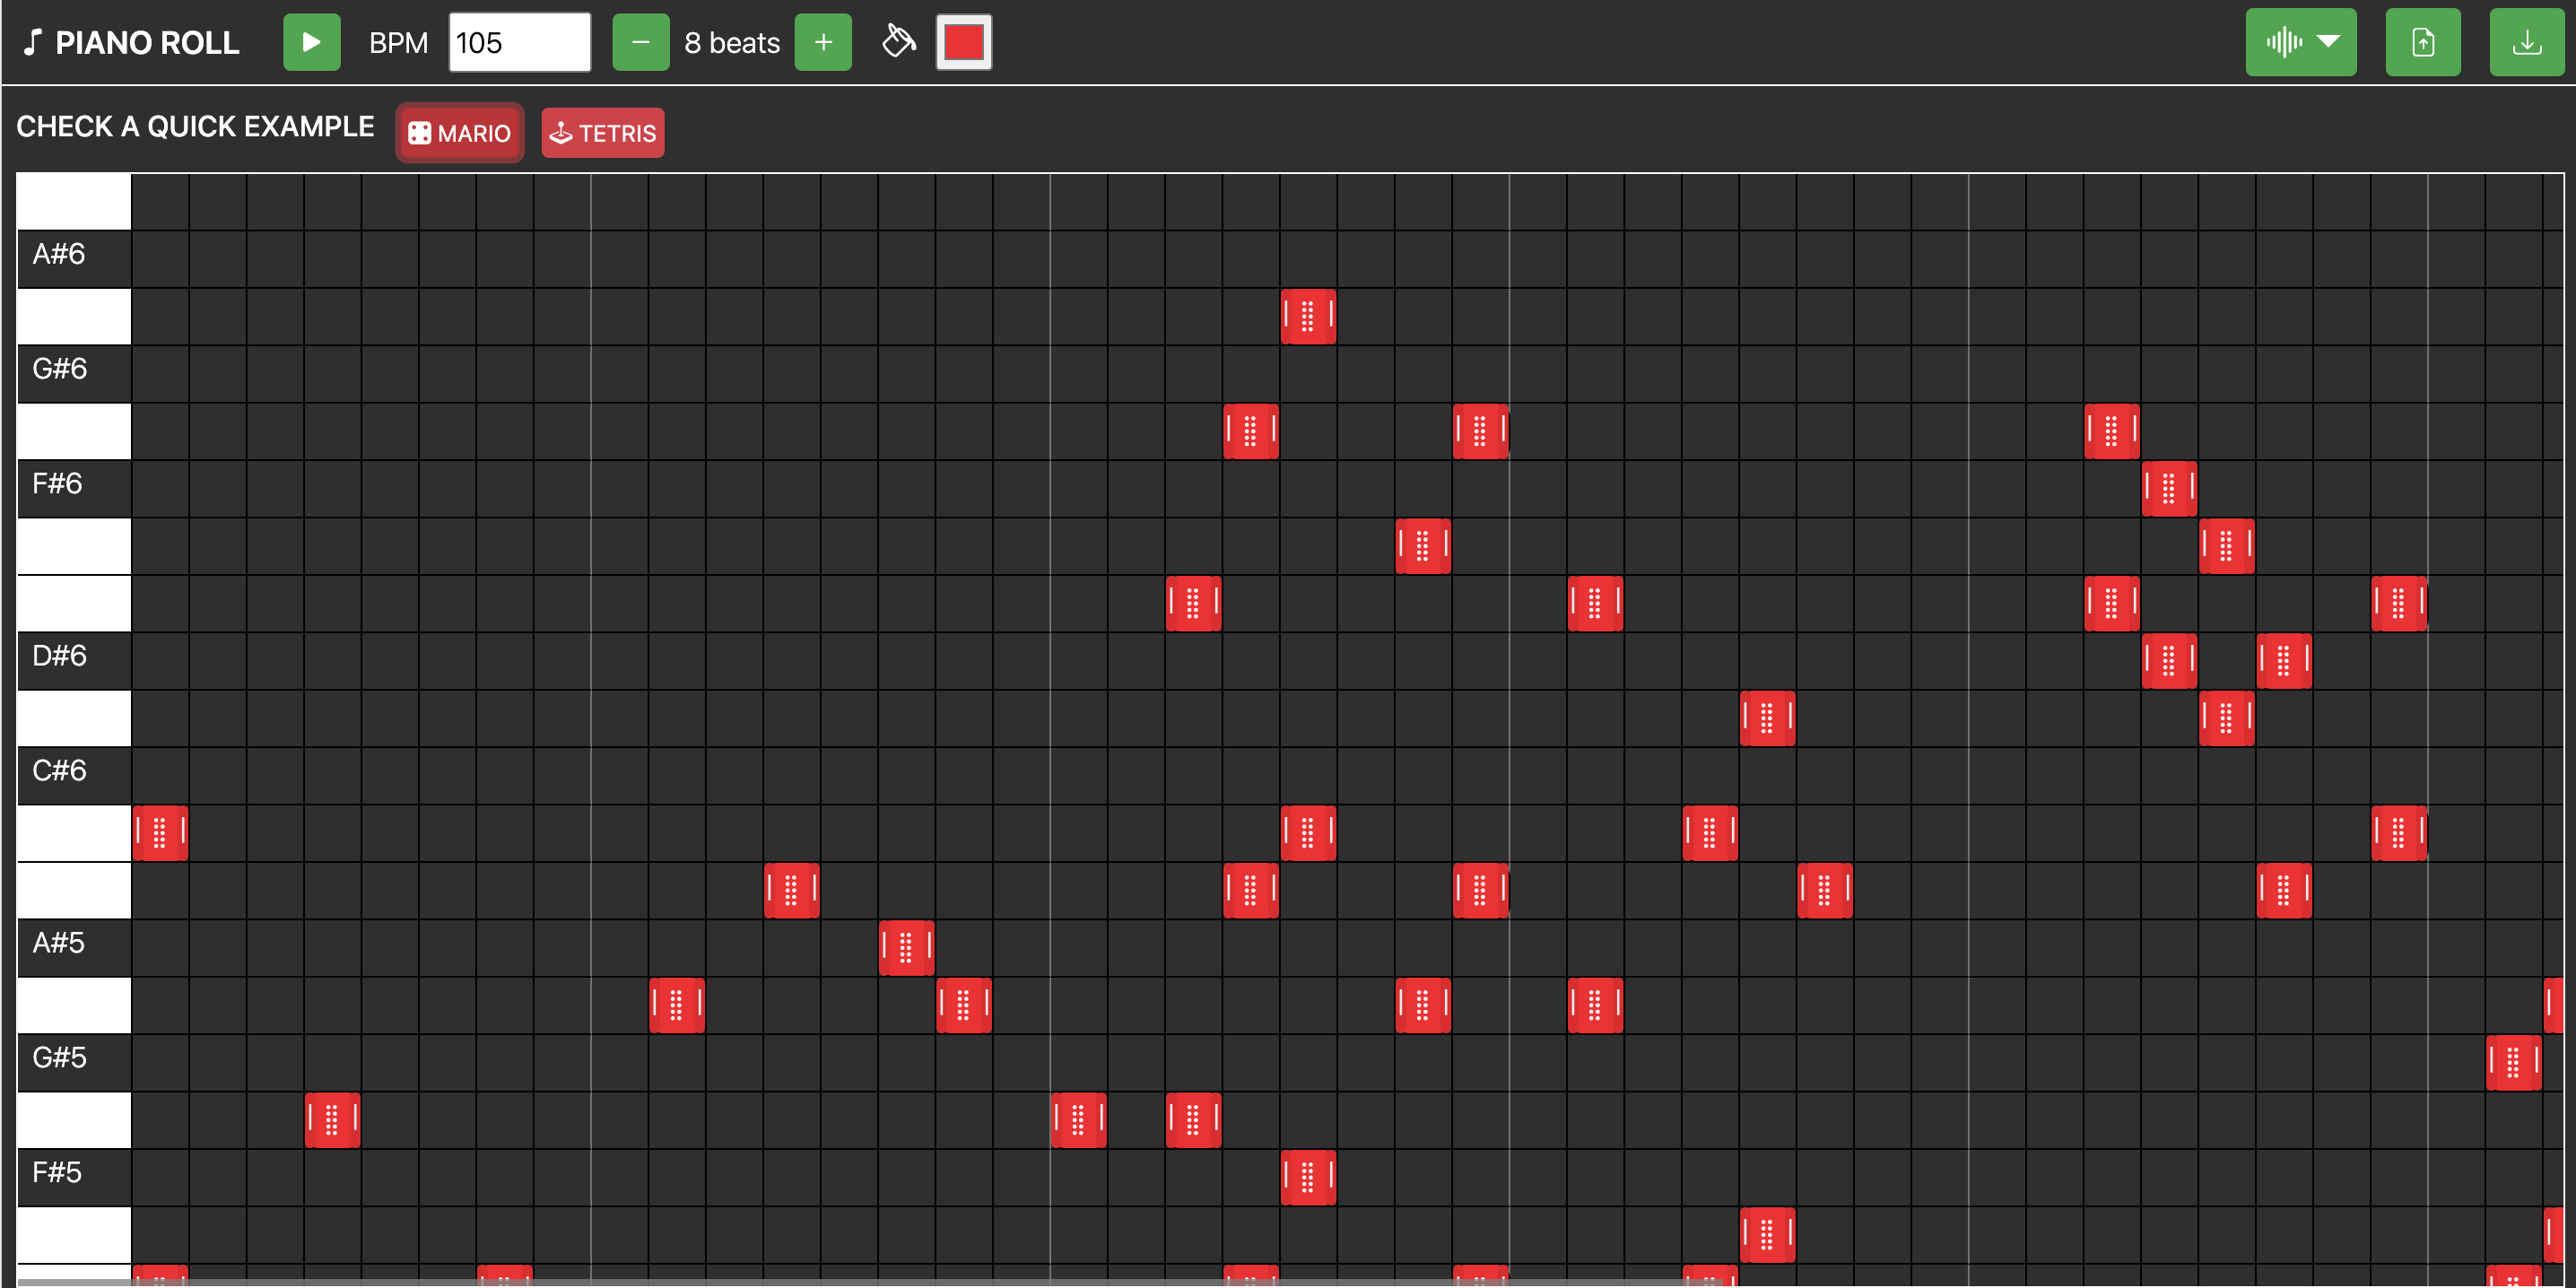 PIANO ROLL BPM 105 − 8 beats +
CHECK A QUICK EXAMPLE MARIO TETRIS
A#6
G#6
F#6
D#6
C#6
A#5
G#5
F#5